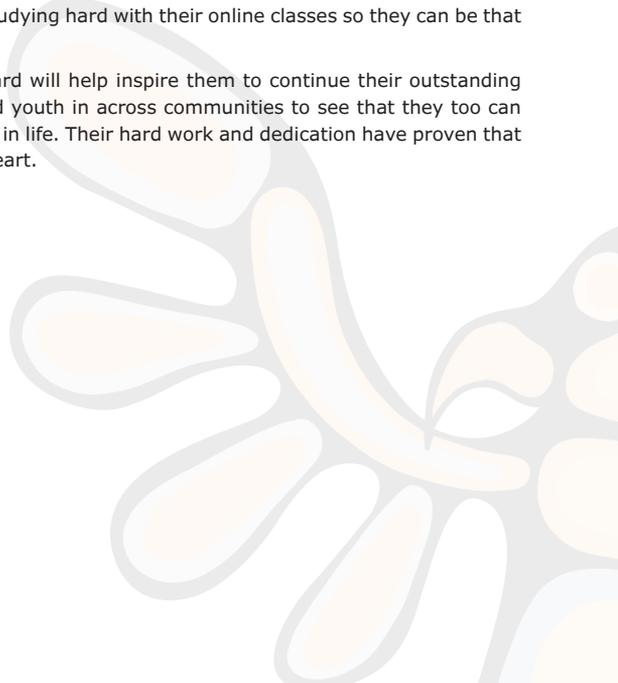 udying hard with their online classes so they can be that
ard will help inspire them to continue their outstanding
d youth in across communities to see that they too can
in life. Their hard work and dedication have proven that
eart.